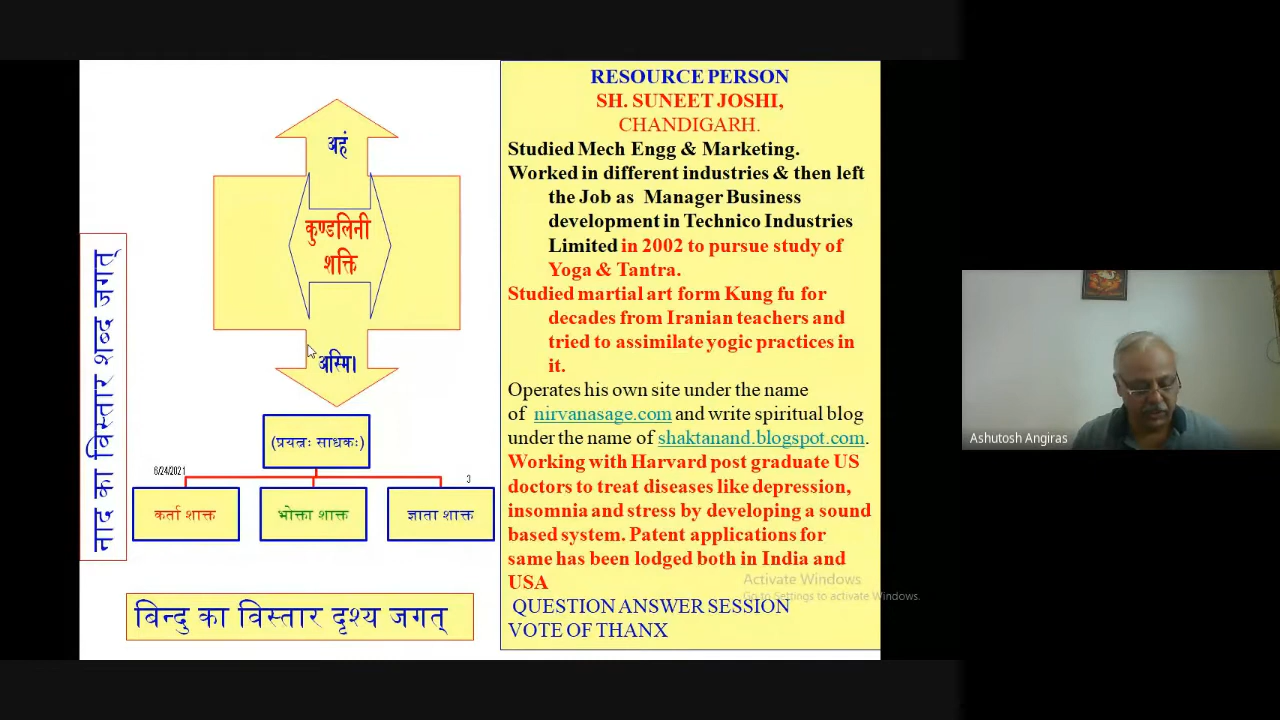 अहं
कुण्डलिनी
शक्ति
अस्मि।
(प्रयत्नः साधकः)
6/24/2021
3
कर्ता शाक्त
भोक्ता शाक्त
ज्ञाता शाक्त
नाद का विस्तार शब्द जगत्
बिन्दु का विस्तार दृश्य जगत्
RESOURCE PERSON
SH. SUNEET JOSHI,
CHANDIGARH.
Studied Mech Engg & Marketing.
Worked in different industries & then left
the Job as Manager Business
development in Technico Industries
Limited in 2002 to pursue study of
Yoga & Tantra.
Studied martial art form Kung fu for
decades from Iranian teachers and
tried to assimilate yogic practices in
it.
Operates his own site under the name
of nirvanasage.com and write spiritual blog
under the name of shaktanand.blogspot.com.
Working with Harvard post graduate US
doctors to treat diseases like depression,
insomnia and stress by developing a sound
based system. Patent applications for
same has been lodged both in India and
USA
QUESTION ANSWER SESSION
VOTE OF THANX
Activate Windows
Go to Settings to activate Windows.
Ashutosh Angiras